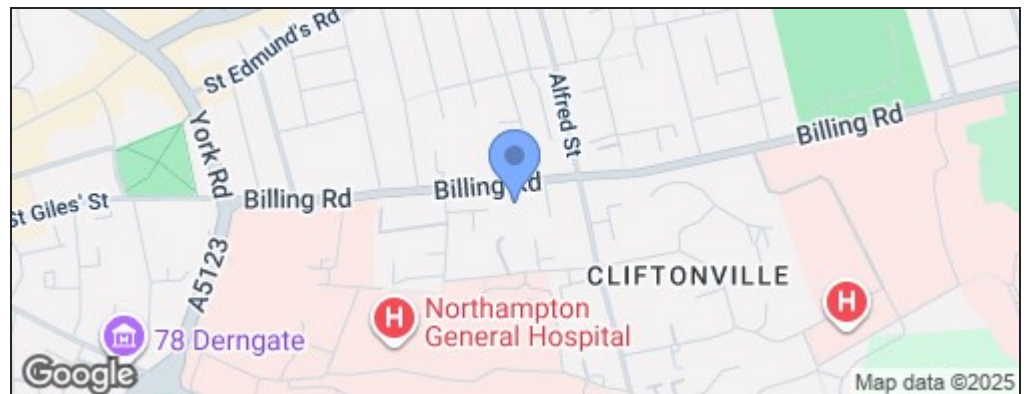 St Edmund's Rd
York Rd
Alfred St
Billing Rd
Billing Rd
Billing Rd
St Giles' St
A5123
CLIFTONVILLE
H
Northampton
General Hospital
H
78 Derngate
Google
Map data ©2025